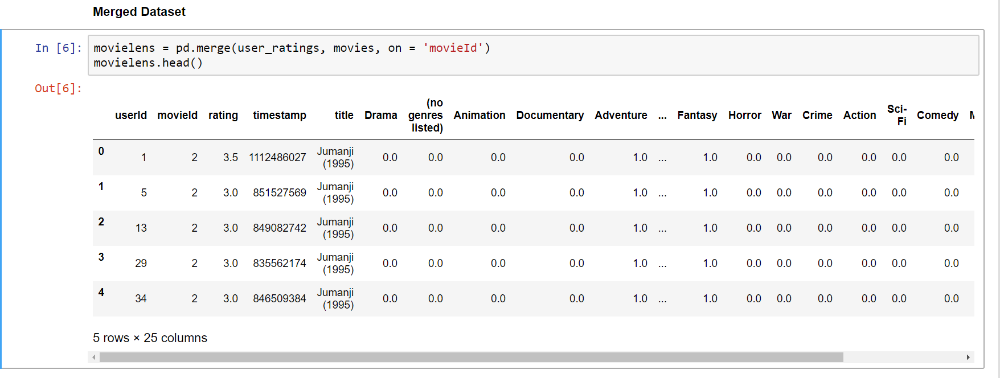 Merged Dataset
In [6]: movielens = pd.merge(user_ratings, movies, on = 'movieId')
movielens.head()
Out[6]:
userId movieId rating timestamp title Drama (no genres listed) Animation Documentary Adventure ... Fantasy Horror War Crime Action Sci-Fi Comedy
0 1 2 3.5 1112486027 Jumanji (1995) 0.0 0.0 0.0 0.0 1.0 ... 1.0 0.0 0.0 0.0 0.0 0.0 0.0
1 5 2 3.0 851527569 Jumanji (1995) 0.0 0.0 0.0 0.0 1.0 ... 1.0 0.0 0.0 0.0 0.0 0.0 0.0
2 13 2 3.0 849082742 Jumanji (1995) 0.0 0.0 0.0 0.0 1.0 ... 1.0 0.0 0.0 0.0 0.0 0.0 0.0
3 29 2 3.0 835562174 Jumanji (1995) 0.0 0.0 0.0 0.0 1.0 ... 1.0 0.0 0.0 0.0 0.0 0.0 0.0
4 34 2 3.0 846509384 Jumanji (1995) 0.0 0.0 0.0 0.0 1.0 ... 1.0 0.0 0.0 0.0 0.0 0.0 0.0
5 rows × 25 columns